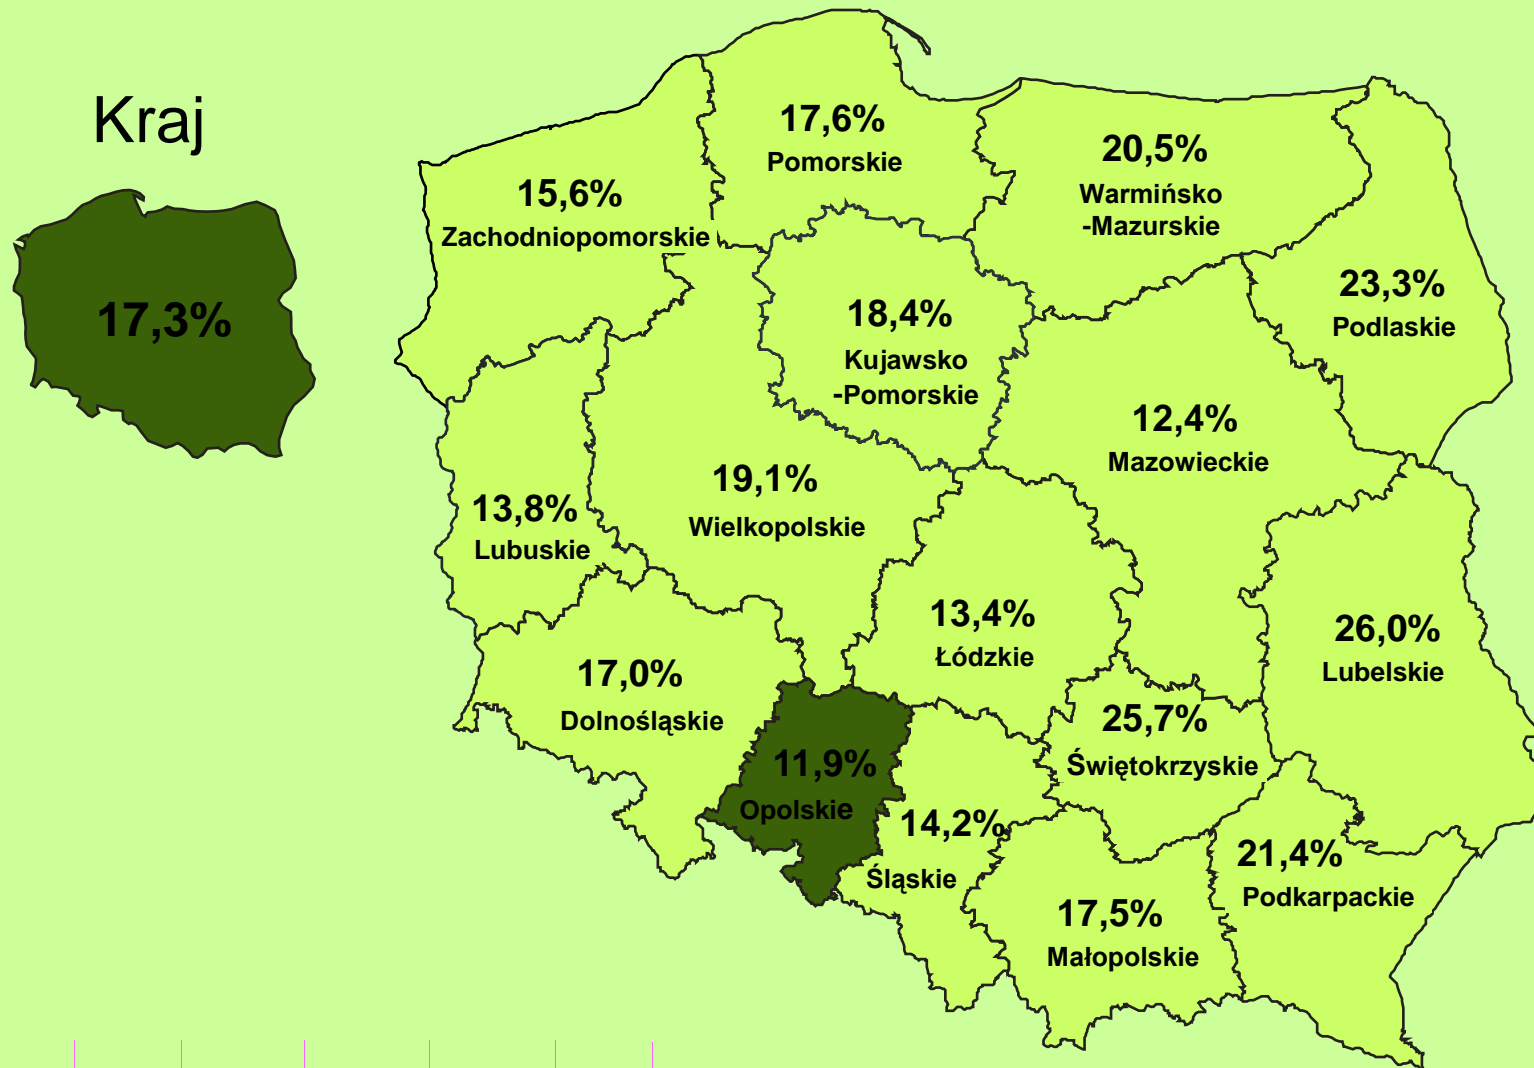 Kraj
17,3%
17,6%
Pomorskie
20,5%
Warmińsko
-Mazurskie
15,6%
Zachodniopomorskie
23,3%
Podlaskie
18,4%
Kujawsko
-Pomorskie
12,4%
Mazowieckie
19,1%
Wielkopolskie
13,8%
Lubuskie
13,4%
Łódzkie
26,0%
Lubelskie
17,0%
Dolnośląskie
25,7%
Świętokrzyskie
11,9%
Opolskie
14,2%
Śląskie
21,4%
Podkarpackie
17,5%
Małopolskie